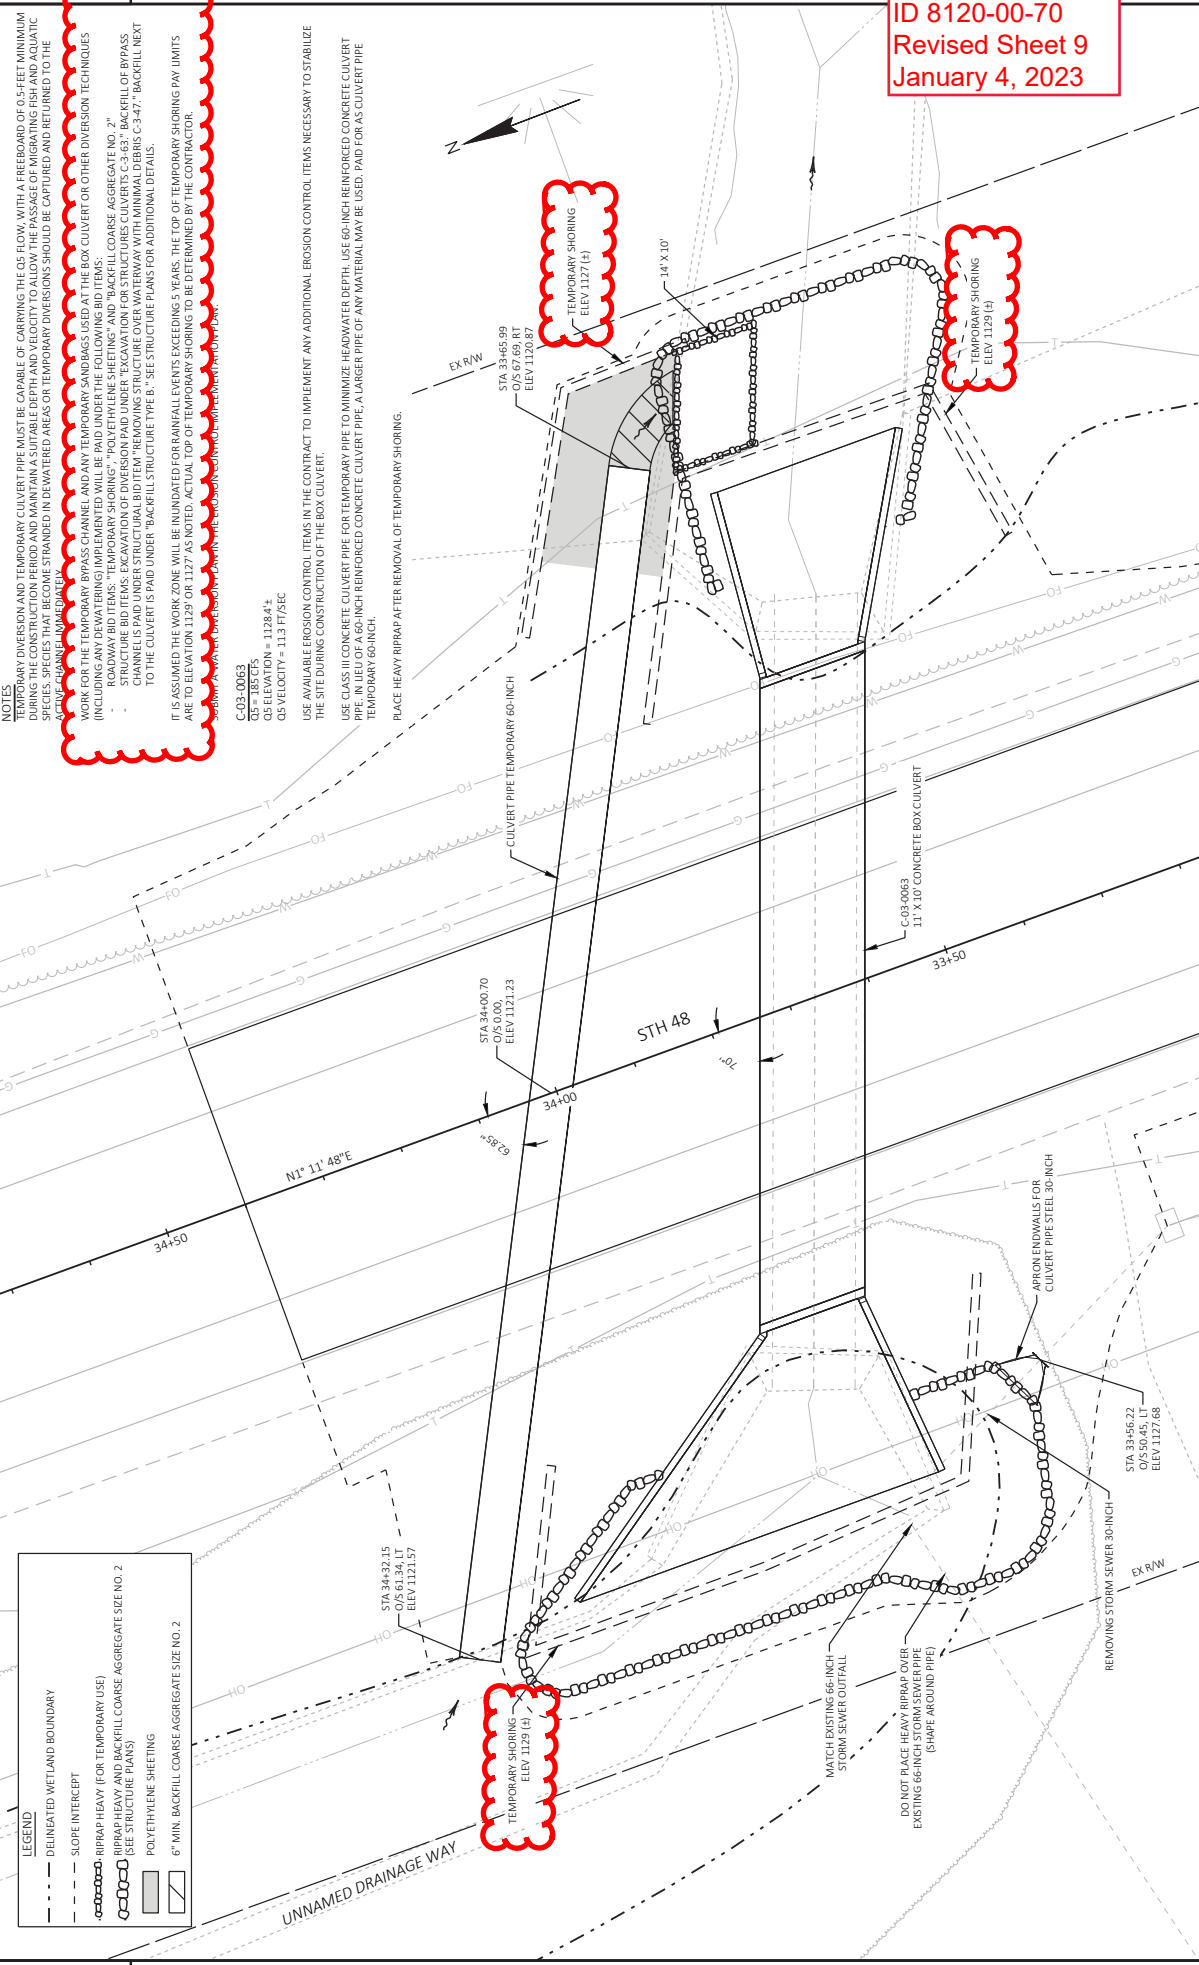 ID 8120-00-70
Revised Sheet 9
January 4, 2023
NOTES
TEMPORARY DIVERSION AND TEMPORARY CULVERT PIPE MUST BE CAPABLE OF CARRYING THE Q5 FLOW, WITH A FREEBOARD OF 0.5-FEET MINIMUM
DURING THE CONSTRUCTION PERIOD AND MAINTAIN A SUITABLE DEPTH AND VELOCITY TO ALLOW THE PASSAGE OF MIGRATING FISH AND AQUATIC
SPECIES. SPECIES THAT BECOME STRANDED IN DEWATERED AREAS OR TEMPORARY DIVERSIONS SHOULD BE CAPTURED AND RETURNED TO THE
ACTIVE CHANNEL IMMEDIATELY.
WORK FOR THE TEMPORARY BYPASS CHANNEL AND ANY TEMPORARY SANDBAGS USED AT THE BOX CULVERT OR OTHER DIVERSION TECHNIQUES
(INCLUDING ANY DEWATERING) IMPLEMENTED WILL BE PAID UNDER THE FOLLOWING BID ITEMS:
- ROADWAY BID ITEMS: "TEMPORARY SHORING", "POLYETHYLENE SHEETING" AND "BACKFILL COARSE AGGREGATE NO. 2"
- STRUCTURE BID ITEMS: EXCAVATION OF DIVERSION PAID UNDER "EXCAVATION FOR STRUCTURES CULVERTS C-3-63." BACKFILL OF BYPASS
CHANNEL IS PAID UNDER STRUCTURAL BID ITEM "REMOVING STRUCTURE OVER WATERWAY WITH MINIMAL DEBRIS C-3-47." BACKFILL NEXT
TO THE CULVERT IS PAID UNDER "BACKFILL STRUCTURE TYPE B." SEE STRUCTURE PLANS FOR ADDITIONAL DETAILS.
IT IS ASSUMED THE WORK ZONE WILL BE INUNDATED FOR RAINFALL EVENTS EXCEEDING 5 YEARS. THE TOP OF TEMPORARY SHORING PAY LIMITS
ARE TO ELEVATION 1129' OR 1127' AS NOTED. ACTUAL TOP OF TEMPORARY SHORING TO BE DETERMINED BY THE CONTRACTOR.
SUBMIT A WATER DIVERSION PLAN IN THE EROSION CONTROL IMPLEMENTATION PLAN.
C-03-0063
Q5 = 185 CFS
Q5 ELEVATION = 1128.4'±
Q5 VELOCITY = 11.3 FT/SEC
USE AVAILABLE EROSION CONTROL ITEMS IN THE CONTRACT TO IMPLEMENT ANY ADDITIONAL EROSION CONTROL ITEMS NECESSARY TO STABILIZE
THE SITE DURING CONSTRUCTION OF THE BOX CULVERT.
USE CLASS III CONCRETE CULVERT PIPE FOR TEMPORARY PIPE TO MINIMIZE HEADWATER DEPTH. USE 60-INCH REINFORCED CONCRETE CULVERT
PIPE. IN LIEU OF A 60-INCH REINFORCED CONCRETE CULVERT PIPE, A LARGER PIPE OF ANY MATERIAL MAY BE USED. PAID FOR AS CULVERT PIPE
TEMPORARY 60-INCH.
PLACE HEAVY RIPRAP AFTER REMOVAL OF TEMPORARY SHORING.
N
TEMPORARY SHORING
ELEV 1127 (±)
14' X 10'
EX R/W
STA 33+65.99
O/S 67.69, RT
ELEV 1120.87
TEMPORARY SHORING
ELEV 1129 (±)
CULVERT PIPE TEMPORARY 60-INCH
C-03-0063
11' X 10' CONCRETE BOX CULVERT
33+50
STH 48
STA 34+00.70
O/S 0.00,
ELEV 1121.23
34+00
70°
62.85°
N1° 11' 48"E
34+50
APRON ENDWALLS FOR
CULVERT PIPE STEEL 30-INCH
STA 33+56.22
O/S 50.45, LT
ELEV 1127.68
REMOVING STORM SEWER 30-INCH
EX R/W
STA 34+32.15
O/S 61.34, LT
ELEV 1121.57
TEMPORARY SHORING
ELEV 1129 (±)
MATCH EXISTING 66-INCH
STORM SEWER OUTFALL
DO NOT PLACE HEAVY RIPRAP OVER
EXISTING 66-INCH STORM SEWER PIPE
(SHAPE AROUND PIPE)
UNNAMED DRAINAGE WAY
LEGEND
DELINEATED WETLAND BOUNDARY
SLOPE INTERCEPT
RIPRAP HEAVY (FOR TEMPORARY USE)
RIPRAP HEAVY AND BACKFILL COARSE AGGREGATE SIZE NO. 2
(SEE STRUCTURE PLANS)
POLYETHYLENE SHEETING
6" MIN. BACKFILL COARSE AGGREGATE SIZE NO. 2